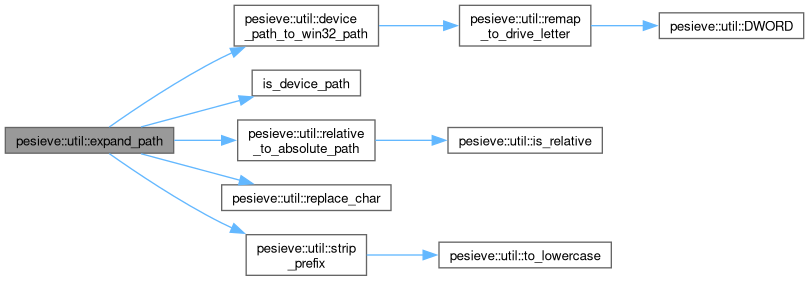 pesieve::util::expand_path
pesieve::util::device
_path_to_win32_path
pesieve::util::remap
_to_drive_letter
pesieve::util::DWORD
is_device_path
pesieve::util::relative
_to_absolute_path
pesieve::util::is_relative
pesieve::util::replace_char
pesieve::util::strip
_prefix
pesieve::util::to_lowercase